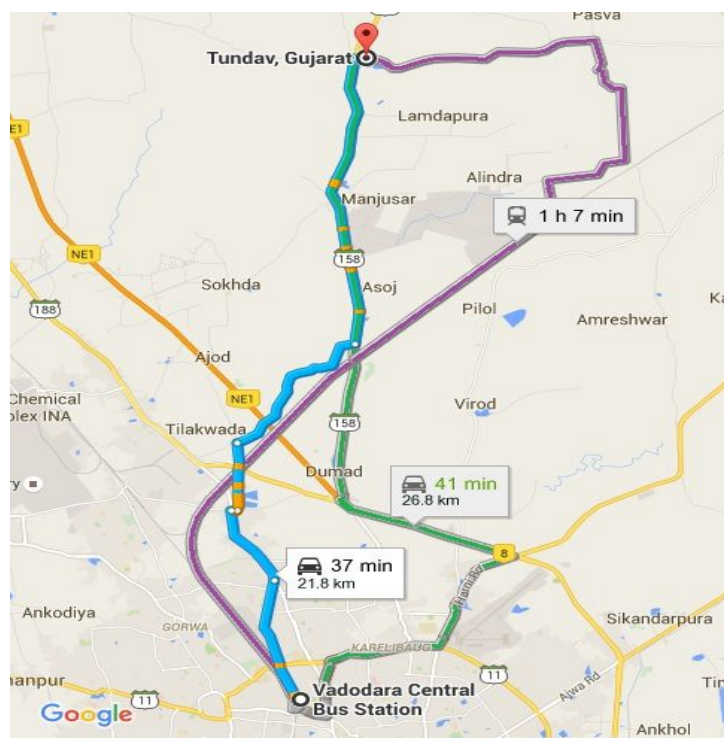 Pasva
Tundav, Gujarat
Lamdapura
NE1
Alindra
Manjusar
1 h 7 min
NE1
158
Sokhda
Asoj
188
Pilol
Amreshwar
Ajod
Chemical
plex INA
NE1
Virod
158
Tilakwada
Dumad
41 min
26.8 km
8
37 min
21.8 km
Harni Rd
Ankodiya
GORWA
Sikandarpura
KARELIBAUG
11
Ajwa Rd
11
Vadodara Central
Bus Station
Google
Ankhol